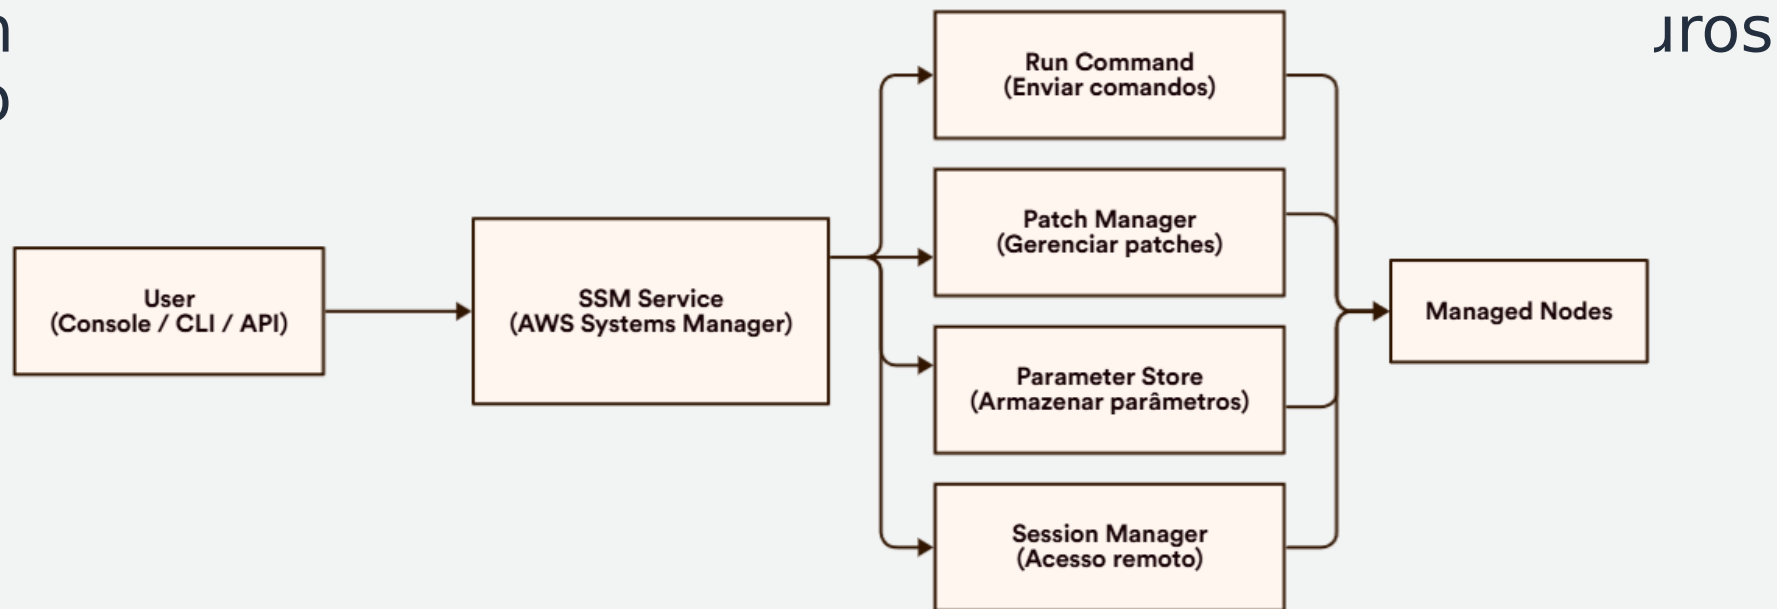 Run Command
(Enviar comandos)
Patch Manager
(Gerenciar patches)
User
(Console / CLI / API)
SSM Service
(AWS Systems Manager)
Managed Nodes
Parameter Store
(Armazenar parâmetros)
Session Manager
(Acesso remoto)